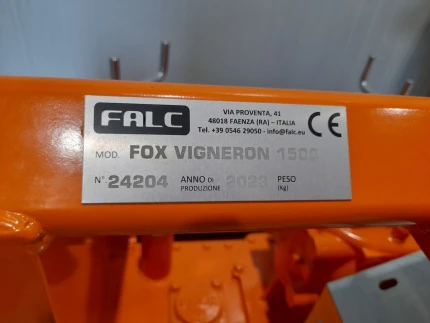 FALC
VIA PROVENTA, 41
48018 FAENZA (RA) – ITALIA
Tel. +39 0546 29050 - info@falc.eu
CE
MOD. FOX VIGNERON 1500
N° 24204 ANNO DI PRODUZIONE 2023 PESO (Kg)